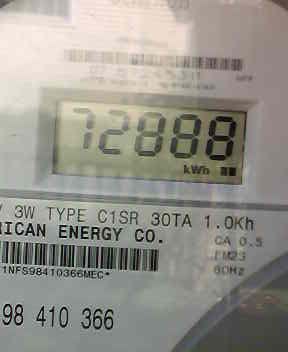 72888
kWh
V 3W TYPE C1SR 30TA 1.0Kh
RICAN ENERGY CO.
CA 0.5
FM23
60Hz
1NFS98410366MEC*
98 410 366